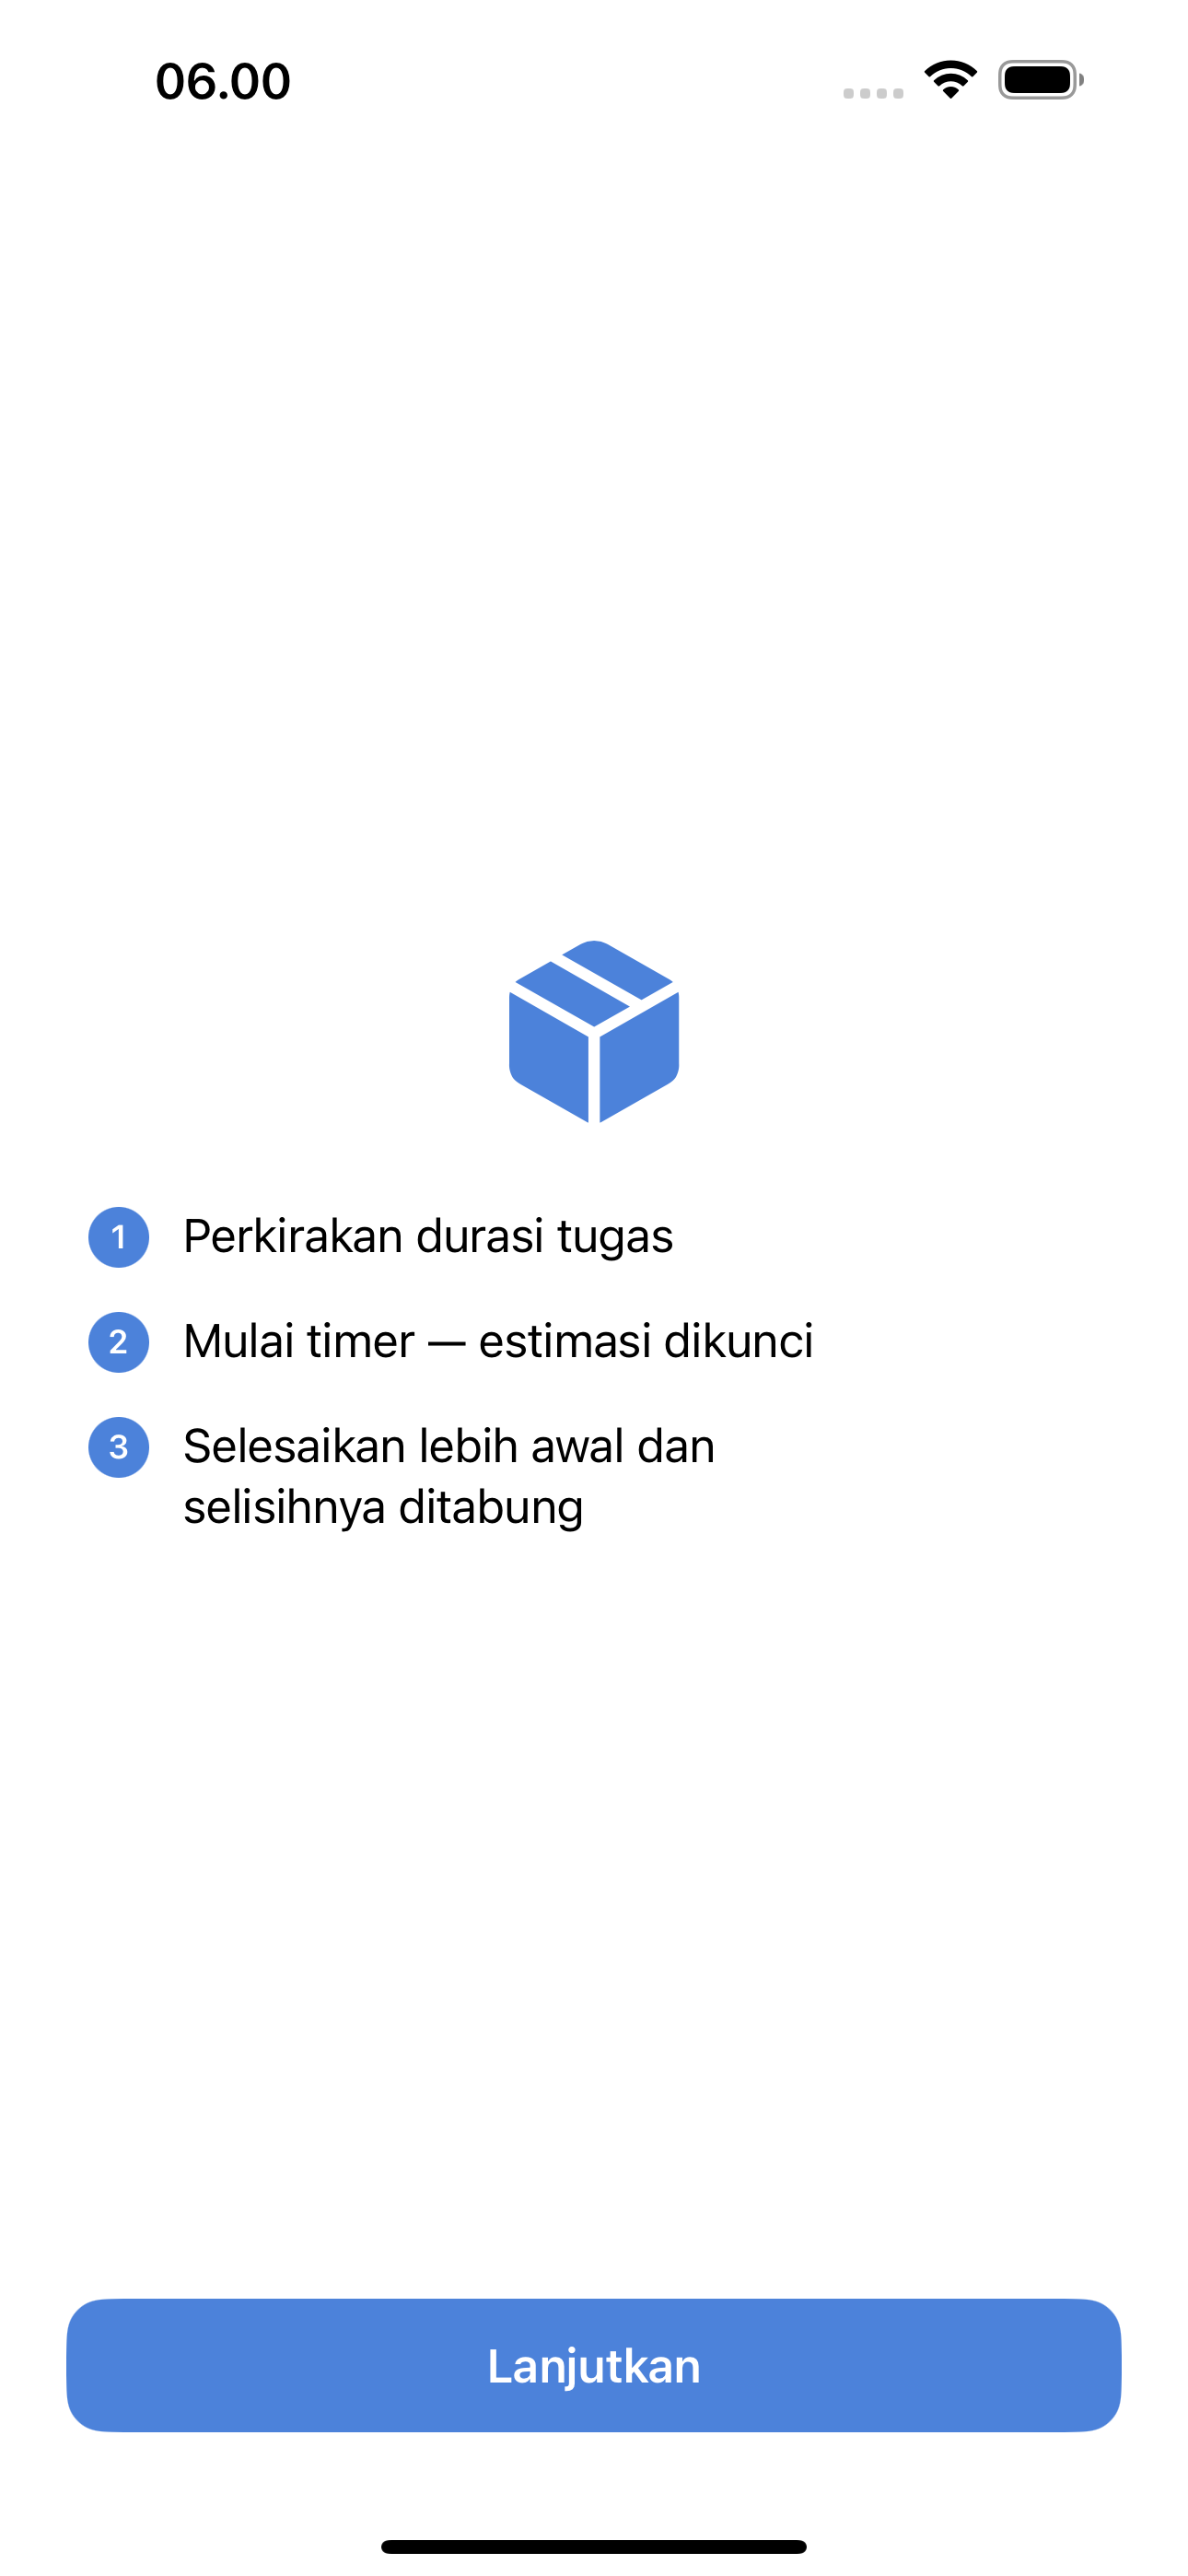 06.00
1 Perkirakan durasi tugas
2 Mulai timer — estimasi dikunci
3 Selesaikan lebih awal dan
selisihnya ditabung
Lanjutkan